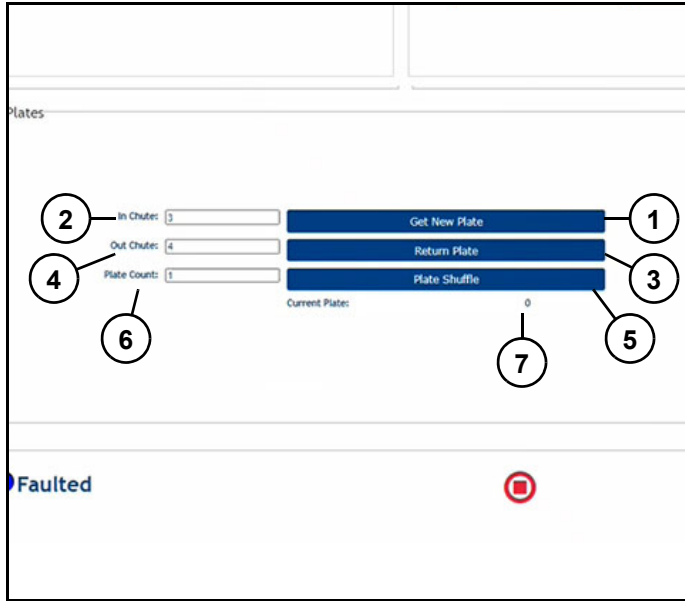 Plates
2 In Chute: 3 Get New Plate 1
4 Out Chute: 4 Return Plate 3
6 Plate Count: 1 Plate Shuffle 5
Current Plate: 0 7
Faulted